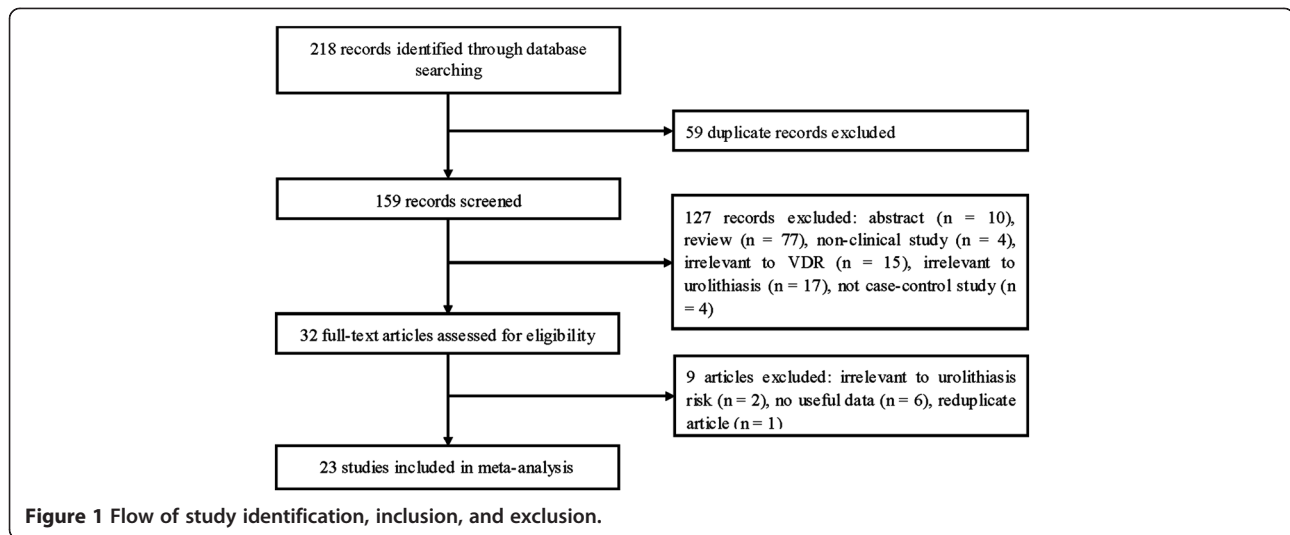 218 records identified through database
searching
59 duplicate records excluded
159 records screened
127 records excluded: abstract (n = 10),
review (n = 77), non-clinical study (n = 4),
irrelevant to VDR (n = 15), irrelevant to
urolithiasis (n = 17), not case-control study (n
= 4)
32 full-text articles assessed for eligibility
9 articles excluded: irrelevant to urolithiasis
risk (n = 2), no useful data (n = 6), reduplicate
article (n = 1)
23 studies included in meta-analysis
Figure 1 Flow of study identification, inclusion, and exclusion.